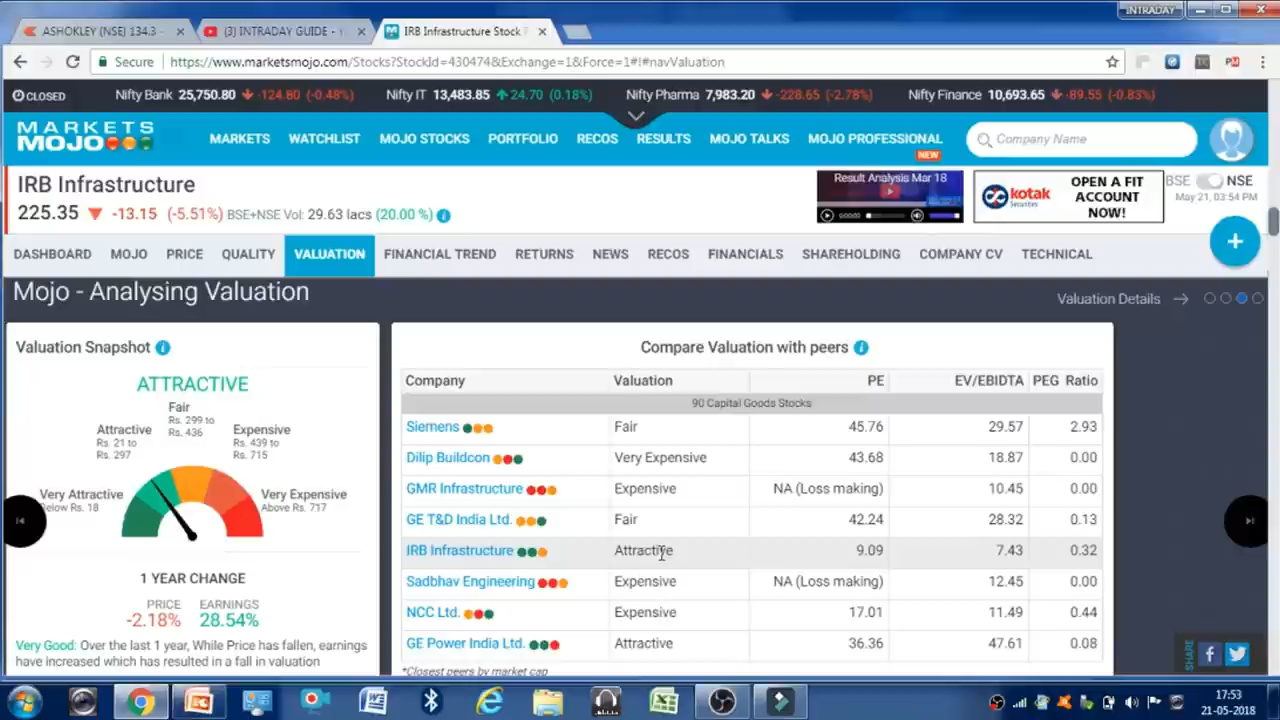 INTRADAY
ASHOKLEY (NSE) 134.3 -
(3) INTRADAY GUIDE -
IRB Infrastructure Stock
Secure
https://www.marketsmojo.com/Stocks?StockId=430474&Exchange=1&Force=1#!#navValuation
CLOSED
Nifty Bank 25,750.80 -124.80 (-0.48%)
Nifty IT 13,483.85 24.70 (0.18%)
Nifty Pharma 7,983.20 -228.65 (-2.78%)
Nifty Finance 10,693.65 -89.55 (-0.83%)
MARKETS MOJO
MARKETS WATCHLIST MOJO STOCKS PORTFOLIO RECOS RESULTS MOJO TALKS MOJO PROFESSIONAL
NEW
Company Name
IRB Infrastructure
225.35 -13.15 (-5.51%) BSE+NSE Vol: 29.63 lacs (20.00 %)
Result Analysis Mar 18
kotak Securities
OPEN A FIT
ACCOUNT
NOW!
BSE NSE
May 21, 03:54 PM
DASHBOARD MOJO PRICE QUALITY VALUATION FINANCIAL TREND RETURNS NEWS RECOS FINANCIALS SHAREHOLDING COMPANY CV TECHNICAL
Mojo - Analysing Valuation
Valuation Details
Valuation Snapshot
ATTRACTIVE
Fair
Rs. 299 to
Rs. 436
Attractive
Rs. 21 to
Rs. 297
Expensive
Rs. 439 to
Rs. 715
Very Attractive
Below Rs. 18
Very Expensive
Above Rs. 717
1 YEAR CHANGE
PRICE EARNINGS
-2.18% 28.54%
Very Good: Over the last 1 year, While Price has fallen, earnings
have increased which has resulted in a fall in valuation
Compare Valuation with peers
Company Valuation PE EV/EBIDTA PEG Ratio
90 Capital Goods Stocks
Siemens Fair 45.76 29.57 2.93
Dilip Buildcon Very Expensive 43.68 18.87 0.00
GMR Infrastructure Expensive NA (Loss making) 10.45 0.00
GE T&D India Ltd. Fair 42.24 28.32 0.13
IRB Infrastructure Attractive 9.09 7.43 0.32
Sadbhav Engineering Expensive NA (Loss making) 12.45 0.00
NCC Ltd. Expensive 17.01 11.49 0.44
GE Power India Ltd. Attractive 36.36 47.61 0.08
*Closest peers by market cap
SHARE
17:53
21-05-2018